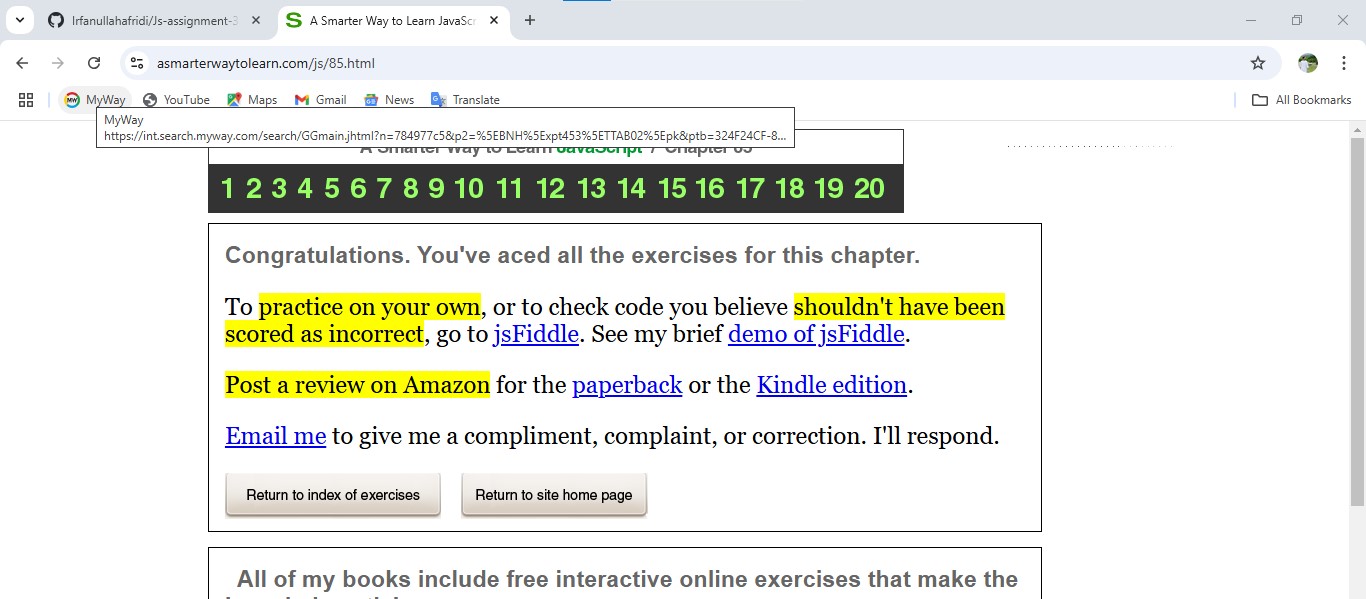 Irfanullahafridi/Js-assignment-3
A Smarter Way to Learn JavaScr
asmarterwaytolearn.com/js/85.html
MyWay YouTube Maps Gmail News Translate All Bookmarks
MyWay
https://int.search.myway.com/search/GGmain.jhtml?n=784977c5&p2=%5EBNH%5Expt453%5ETTAB02%5Epk&ptb=324F24CF-8...
A Smarter Way to Learn JavaScript / Chapter 85
1 2 3 4 5 6 7 8 9 10 11 12 13 14 15 16 17 18 19 20
Congratulations. You've aced all the exercises for this chapter.
To practice on your own, or to check code you believe shouldn't have been
scored as incorrect, go to jsFiddle. See my brief demo of jsFiddle.
Post a review on Amazon for the paperback or the Kindle edition.
Email me to give me a compliment, complaint, or correction. I'll respond.
Return to index of exercises Return to site home page
All of my books include free interactive online exercises that make the